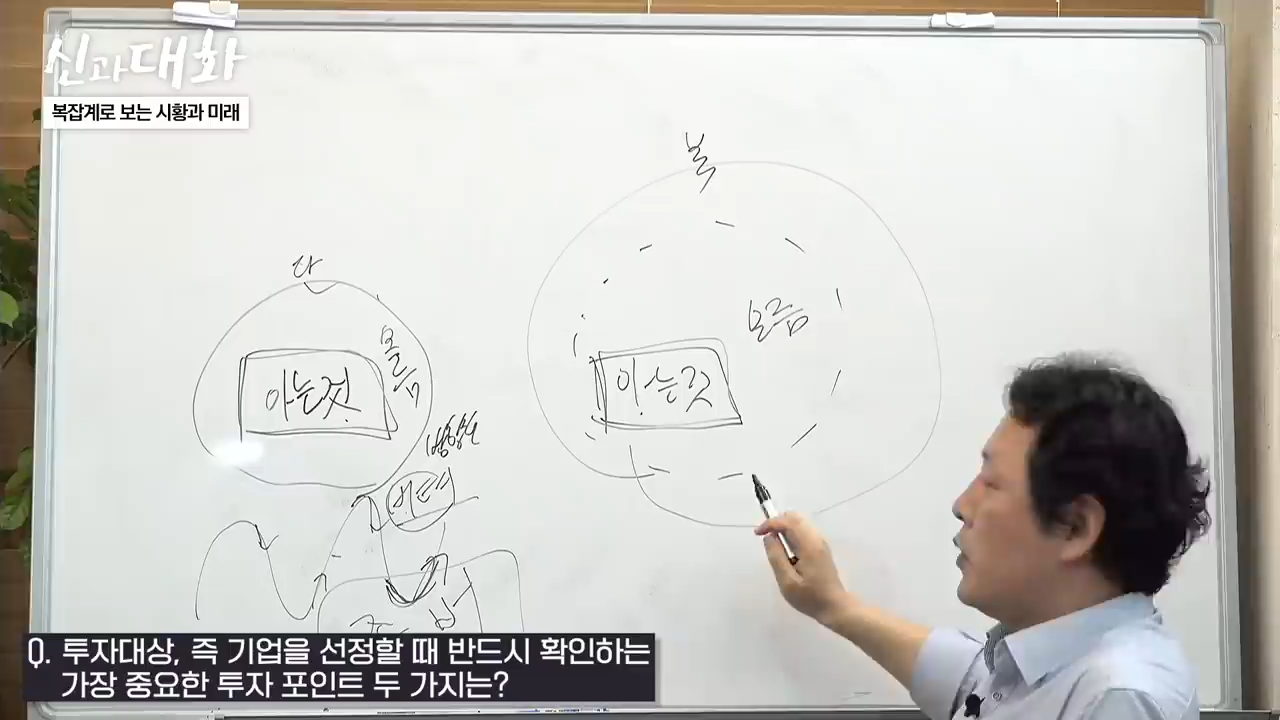 신과대화
복잡계로 보는 시황과 미래
복
다
모름
모름
아는것
아는것
Q. 투자대상, 즉 기업을 선정할 때 반드시 확인하는
가장 중요한 투자 포인트 두 가지는?